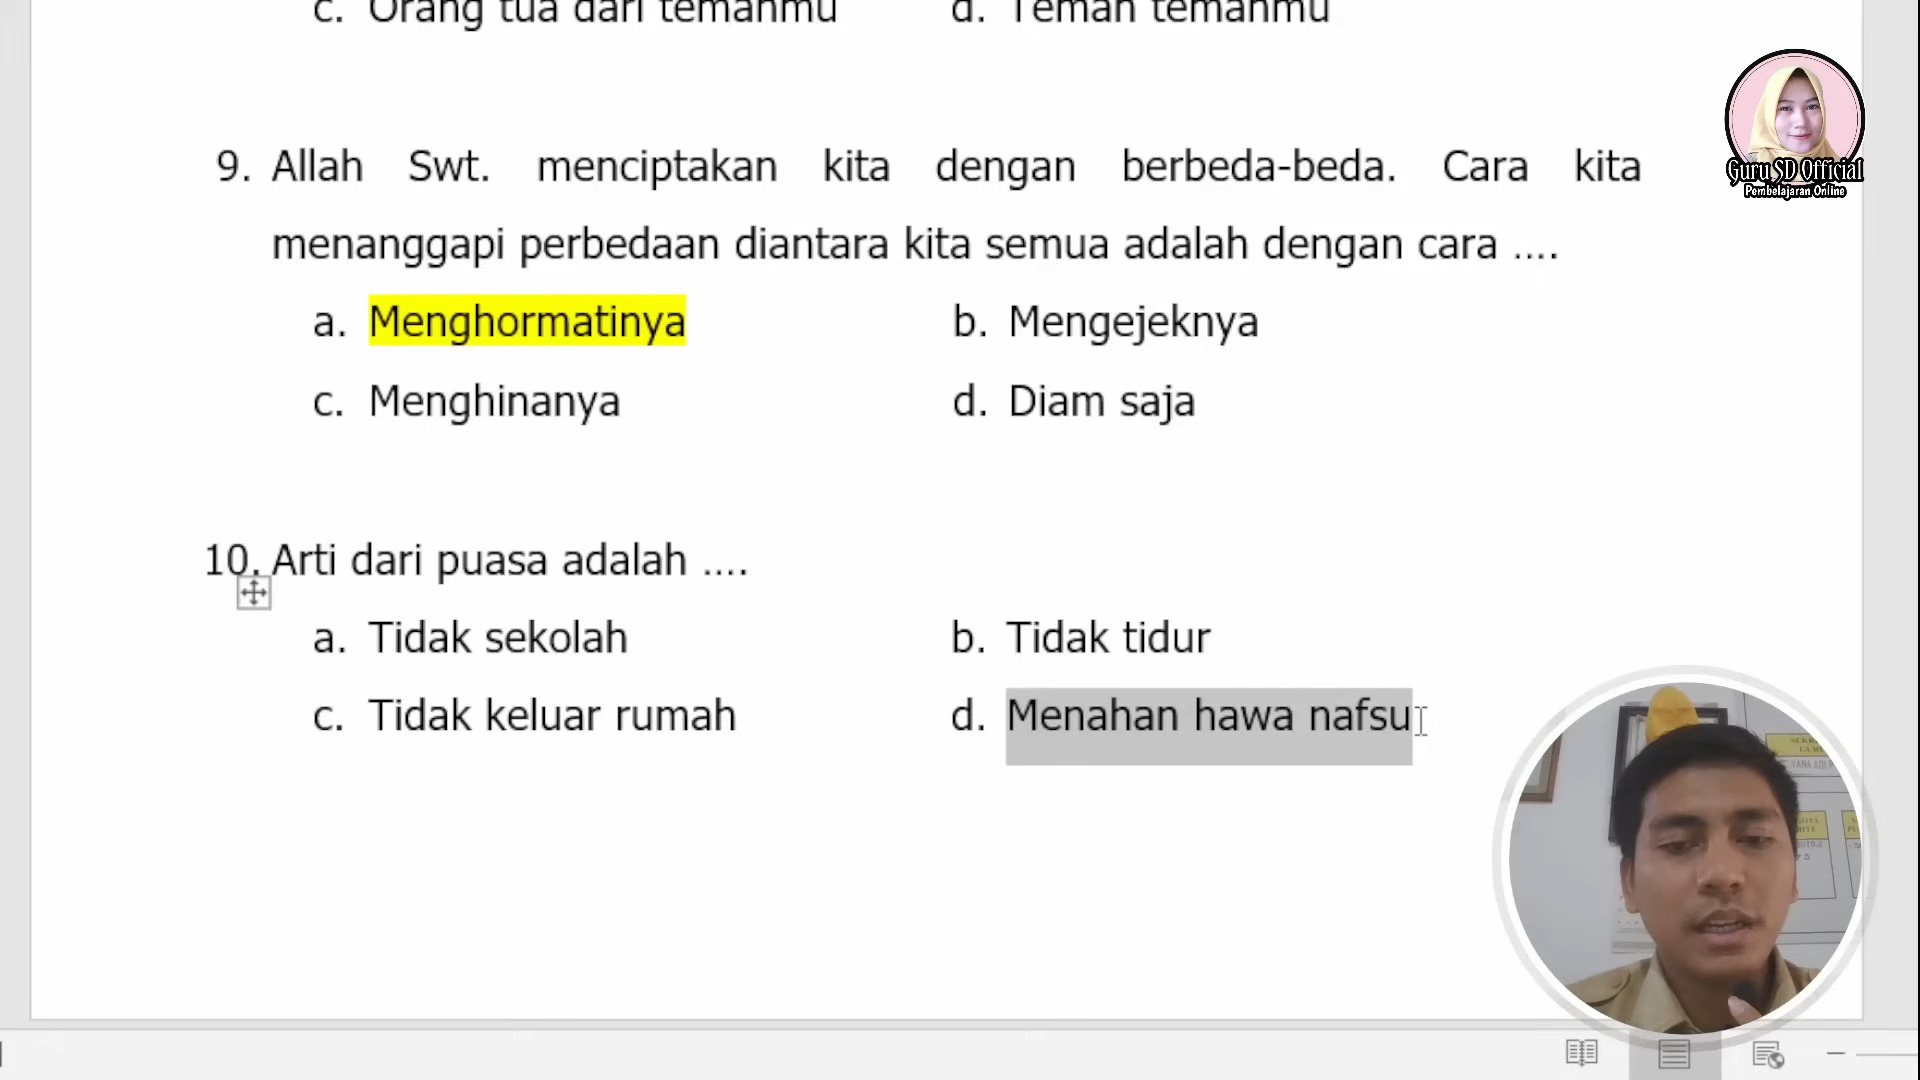 c. Orang tua dari temanmu d. Teman temanmu
Guru SD Official
Pembelajaran Online
9. Allah Swt. menciptakan kita dengan berbeda-beda. Cara kita
menanggapi perbedaan diantara kita semua adalah dengan cara ....
a. Menghormatinya b. Mengejeknya
c. Menghinanya d. Diam saja
10. Arti dari puasa adalah ....
a. Tidak sekolah b. Tidak tidur
c. Tidak keluar rumah d. Menahan hawa nafsu